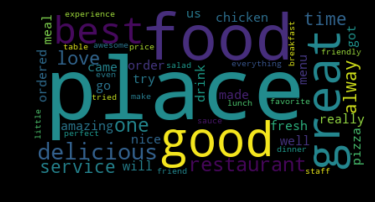 experience us chicken time
meal best food great
table awesome price
love came order drink breakfast menu friendly got
ordered even go try made everything alway
place
tried salad lunch favorite really
little amazing one make good fresh well pizza
perfect nice sauce dinner
delicious restaurant
service will friend staff